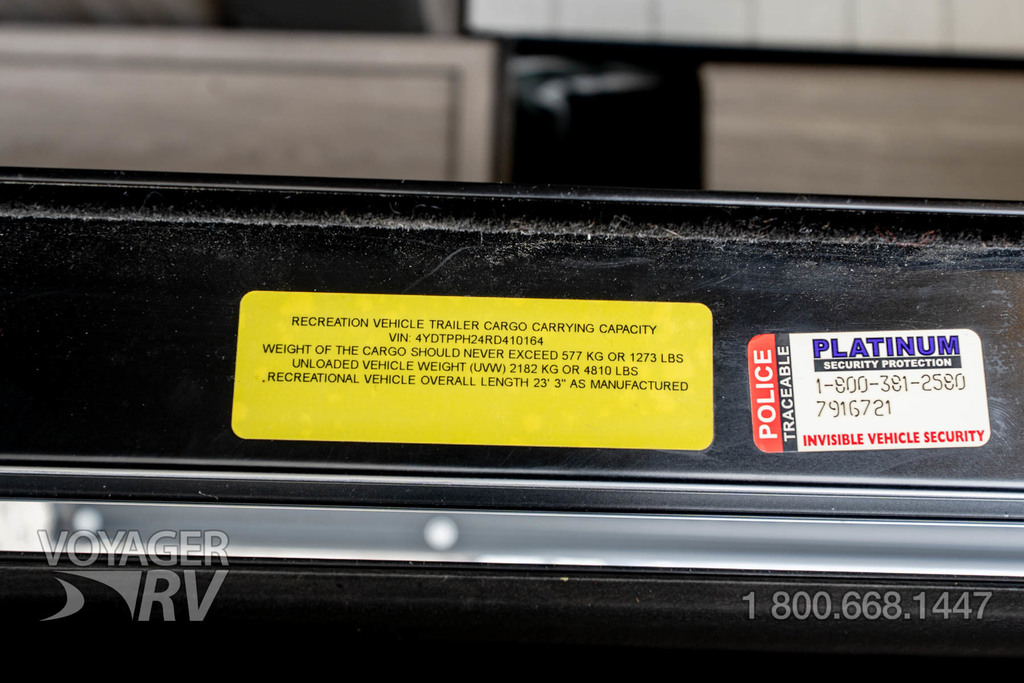 RECREATION VEHICLE TRAILER CARGO CARRYING CAPACITY
VIN: 4YDTPPH24RD410164
WEIGHT OF THE CARGO SHOULD NEVER EXCEED 577 KG OR 1273 LBS
UNLOADED VEHICLE WEIGHT (UVW) 2182 KG OR 4810 LBS
RECREATIONAL VEHICLE OVERALL LENGTH 23' 3" AS MANUFACTURED
POLICE
TRACEABLE
PLATINUM
SECURITY PROTECTION
1-800-381-2580
7916721
INVISIBLE VEHICLE SECURITY
VOYAGER
RV
1 800.668.1447